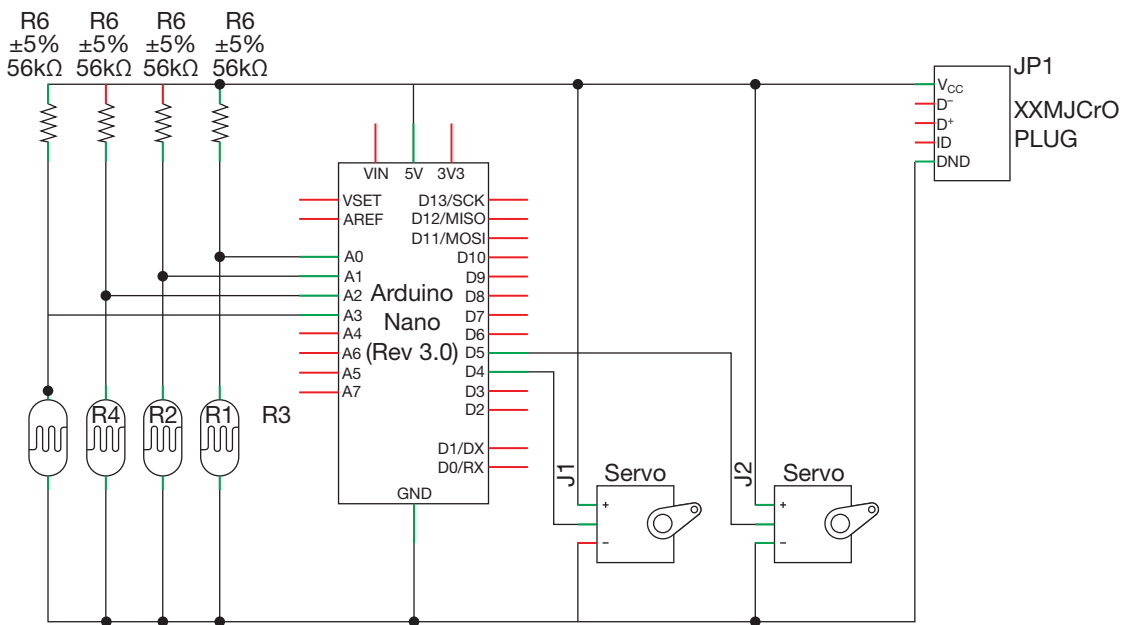 R6 R6 R6 R6
±5% ±5% ±5% ±5%
56kΩ 56kΩ 56kΩ 56kΩ
JP1
XXMJCrO
PLUG
V_CC
D⁻
D⁺
ID
DND
VIN 5V 3V3
VSET D13/SCK
AREF D12/MISO
D11/MOSI
A0 D10
A1 D9
A2 D8
A3 D7
A4 D6
A6 D5
A5 D4
A7 D3
D2
D1/DX
D0/RX
GND
Arduino
Nano
(Rev 3.0)
R4 R2 R1 R3
J1 Servo
+
−
J2 Servo
+
−